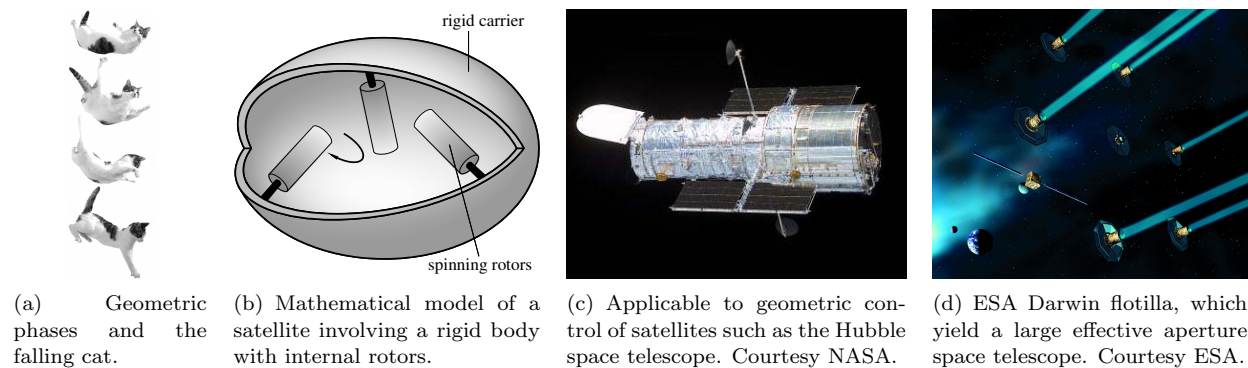 rigid carrier
spinning rotors
(a) Geometric
phases and the
falling cat.
(b) Mathematical model of a
satellite involving a rigid body
with internal rotors.
(c) Applicable to geometric con-
trol of satellites such as the Hubble
space telescope. Courtesy NASA.
(d) ESA Darwin flotilla, which
yield a large effective aperture
space telescope. Courtesy ESA.